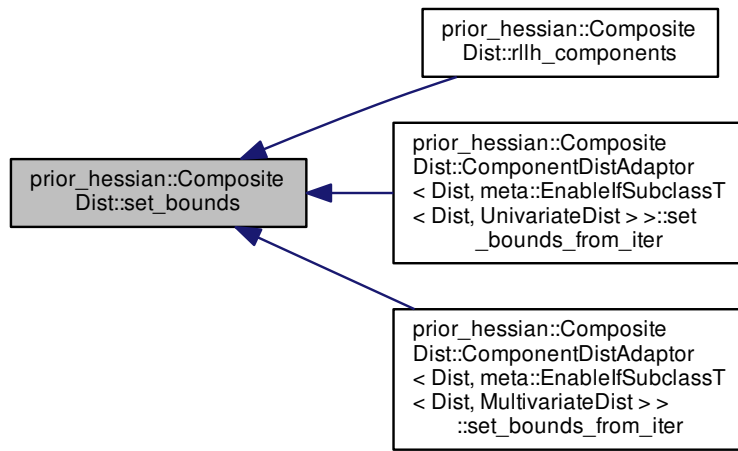 prior_hessian::Composite
Dist::set_bounds
prior_hessian::Composite
Dist::rllh_components
prior_hessian::Composite
Dist::ComponentDistAdaptor
< Dist, meta::EnableIfSubclassT
< Dist, UnivariateDist > >::set
_bounds_from_iter
prior_hessian::Composite
Dist::ComponentDistAdaptor
< Dist, meta::EnableIfSubclassT
< Dist, MultivariateDist > >
::set_bounds_from_iter